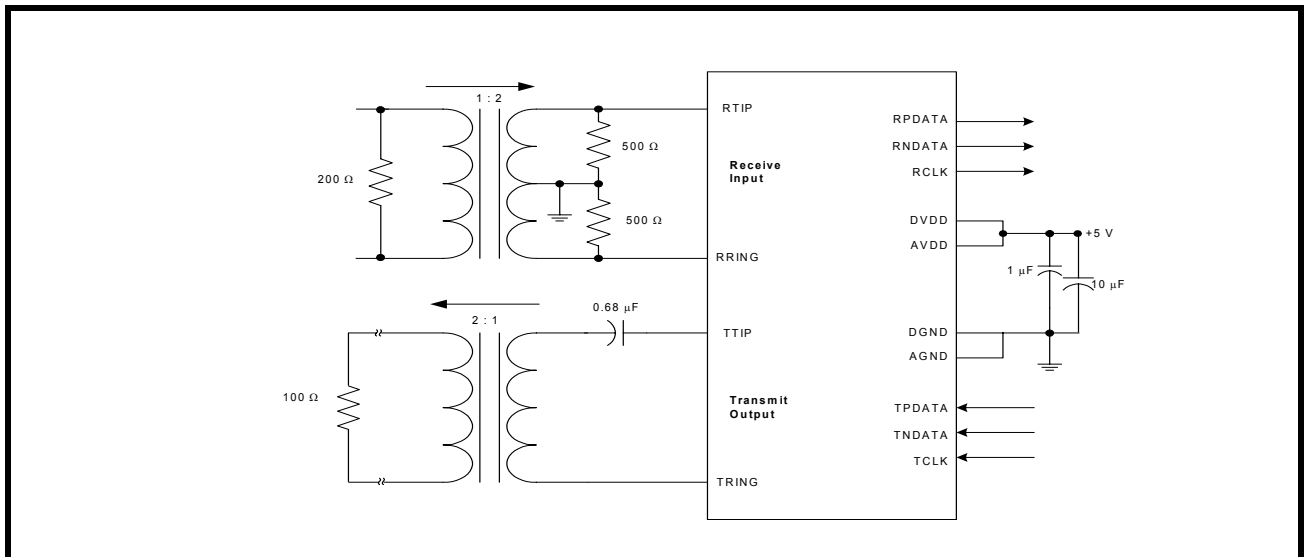 1 : 2
RTIP
500 Ω
200 Ω
Receive
Input
500 Ω
RRING
2 : 1
0.68 μF
TTIP
100 Ω
Transmit
Output
TRING
RPDATA
RNDATA
RCLK
DVDD
+5 V
AVDD
1 μF
10 μF
DGND
AGND
TPDATA
TNDATA
TCLK